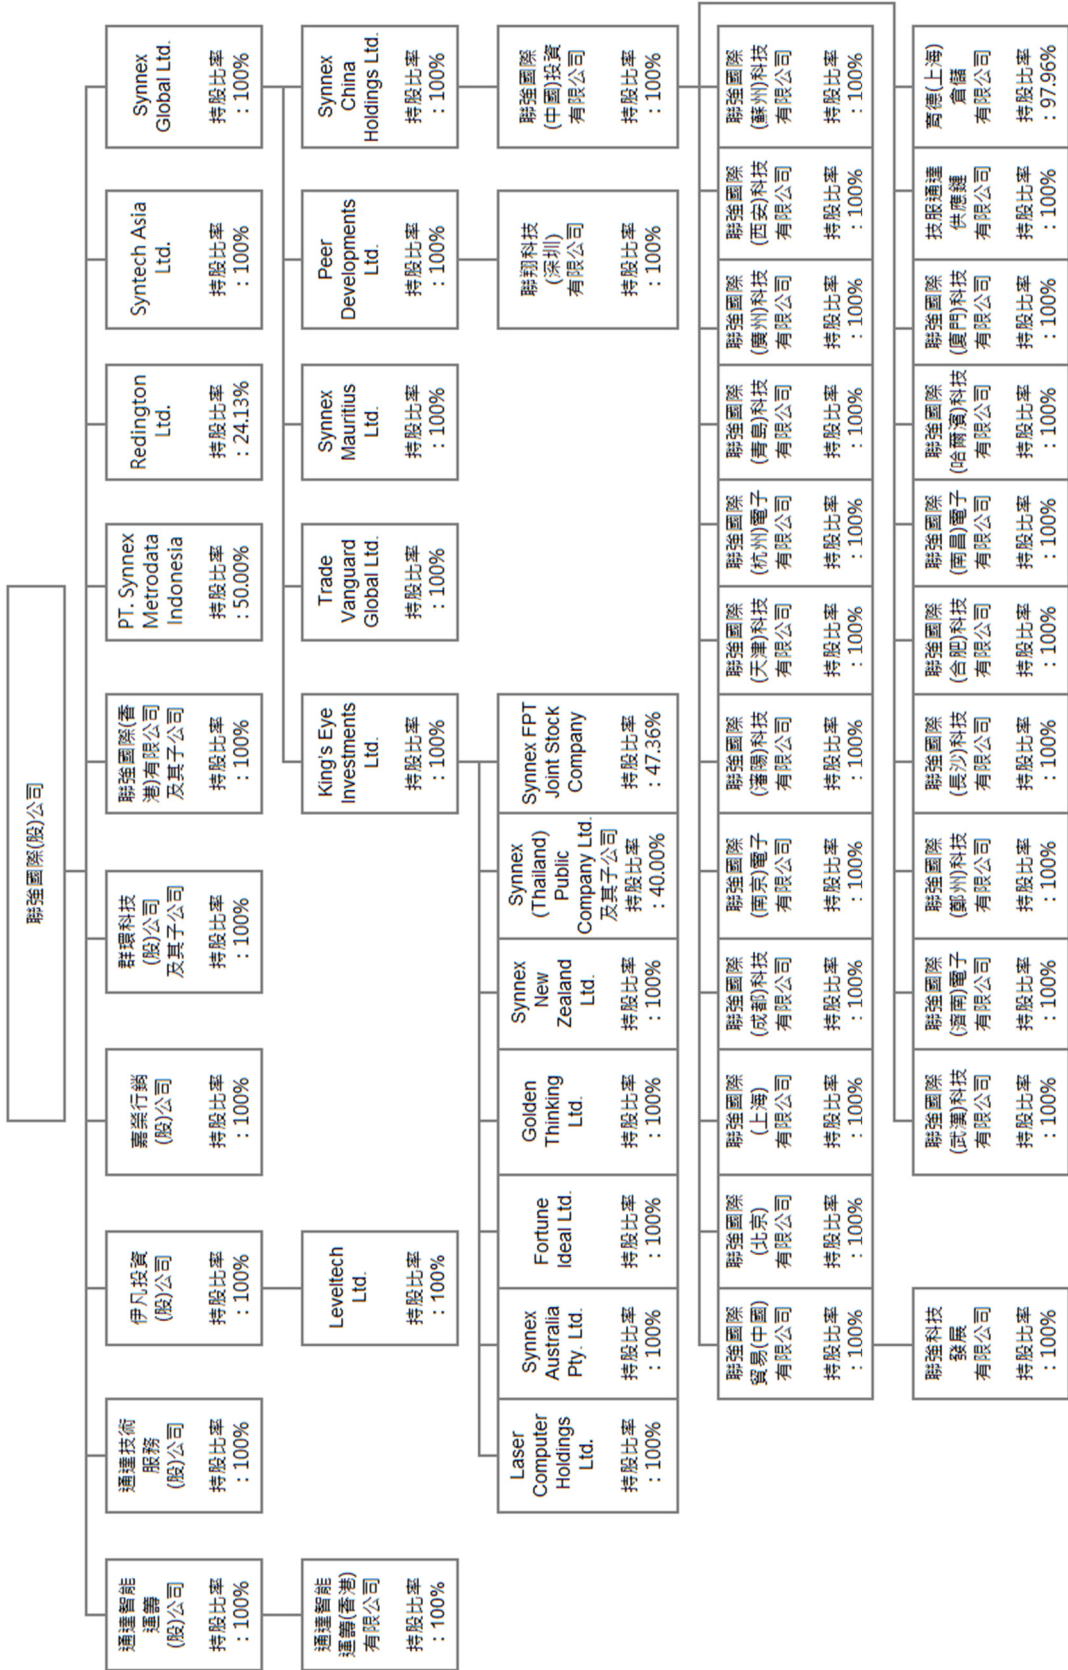 聯強國際(股)公司
通達智能
運籌
(股)公司
持股比率
: 100%
通達技術
服務
(股)公司
持股比率
: 100%
伊凡投資
(股)公司
持股比率
: 100%
嘉榮行銷
(股)公司
持股比率
: 100%
群環科技
(股)公司
及其子公司
持股比率
: 100%
聯強國際(香
港)有限公司
及其子公司
持股比率
: 100%
PT. Synnex
Metrodata
Indonesia
持股比率
: 50.00%
Redington
Ltd.
持股比率
: 24.13%
Syntech Asia
Ltd.
持股比率
: 100%
Synnex
Global Ltd.
持股比率
: 100%
通達智能
運籌(香港)
有限公司
持股比率
: 100%
Leveltech
Ltd.
持股比率
: 100%
King's Eye
Investments
Ltd.
持股比率
: 100%
Trade
Vanguard
Global Ltd.
持股比率
: 100%
Synnex
Mauritius
Ltd.
持股比率
: 100%
Peer
Developments
Ltd.
持股比率
: 100%
Synnex
China
Holdings Ltd.
持股比率
: 100%
Laser
Computer
Holdings
Ltd.
持股比率
: 100%
Synnex
Australia
Pty. Ltd.
持股比率
: 100%
Fortune
Ideal Ltd.
持股比率
: 100%
Golden
Thinking
Ltd.
持股比率
: 100%
Synnex
New
Zealand
Ltd.
持股比率
: 100%
Synnex
(Thailand)
Public
Company Ltd.
及其子公司
持股比率
: 40.00%
Synnex FPT
Joint Stock
Company
持股比率
: 47.36%
聯翔科技
(深圳)
有限公司
持股比率
: 100%
聯強國際
(中國)投資
有限公司
持股比率
: 100%
聯強國際
貿易(中國)
有限公司
持股比率
: 100%
聯強國際
(北京)
有限公司
持股比率
: 100%
聯強國際
(上海)
有限公司
持股比率
: 100%
聯強國際
(成都)科技
有限公司
持股比率
: 100%
聯強國際
(南京)電子
有限公司
持股比率
: 100%
聯強國際
(瀋陽)科技
有限公司
持股比率
: 100%
聯強國際
(天津)科技
有限公司
持股比率
: 100%
聯強國際
(杭州)電子
有限公司
持股比率
: 100%
聯強國際
(青島)科技
有限公司
持股比率
: 100%
聯強國際
(廣州)科技
有限公司
持股比率
: 100%
聯強國際
(西安)科技
有限公司
持股比率
: 100%
聯強國際
(蘇州)科技
有限公司
持股比率
: 100%
聯強科技
發展
有限公司
持股比率
: 100%
聯強國際
(武漢)科技
有限公司
持股比率
: 100%
聯強國際
(濟南)電子
有限公司
持股比率
: 100%
聯強國際
(鄭州)科技
有限公司
持股比率
: 100%
聯強國際
(長沙)科技
有限公司
持股比率
: 100%
聯強國際
(合肥)科技
有限公司
持股比率
: 100%
聯強國際
(南昌)電子
有限公司
持股比率
: 100%
聯強國際
(哈爾濱)科技
有限公司
持股比率
: 100%
聯強國際
(廈門)科技
有限公司
持股比率
: 100%
技服通達
供應鏈
有限公司
持股比率
: 100%
育德(上海)
倉儲
有限公司
持股比率
: 97.96%